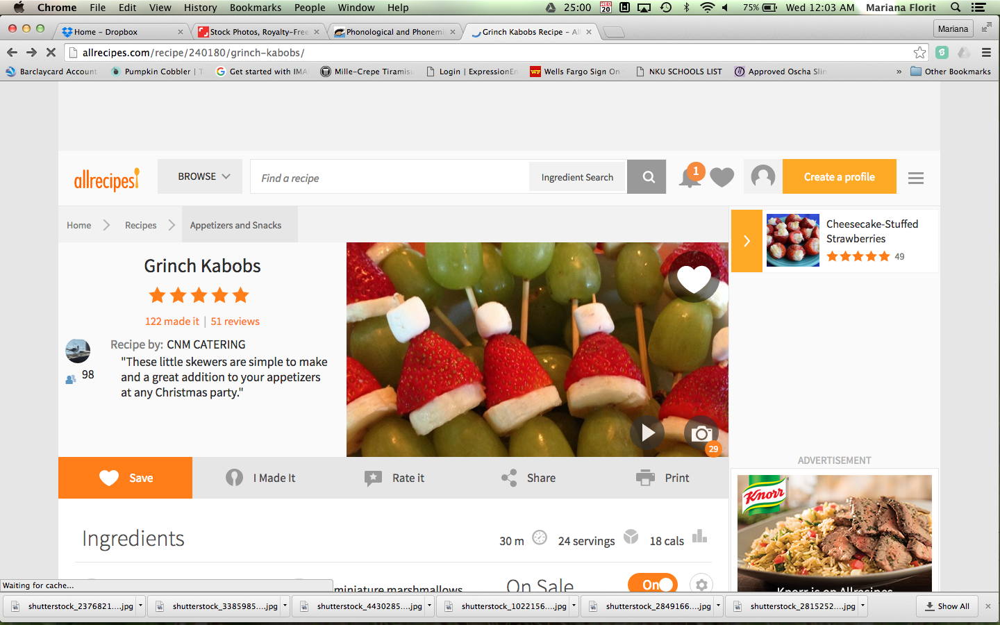 Chrome File Edit View History Bookmarks People Window Help 25:00 WED 20 75% Wed 12:03 AM Mariana Florit
Home – Dropbox Stock Photos, Royalty-Free Phonological and Phonemi Grinch Kabobs Recipe – Al Mariana
allrecipes.com/recipe/240180/grinch-kabobs/
Barclaycard Account Pumpkin Cobbler | T Get started with IMA Mille-Crepe Tiramisu Login | ExpressionEn Wells Fargo Sign On NKU SCHOOLS LIST Approved Oscha Slin » Other Bookmarks
allrecipes BROWSE Find a recipe Ingredient Search 1 Create a profile
Home Recipes Appetizers and Snacks
Grinch Kabobs
122 made it | 51 reviews
Recipe by: CNM CATERING
"These little skewers are simple to make
and a great addition to your appetizers
at any Christmas party."
98
29
Cheesecake-Stuffed
Strawberries
49
ADVERTISEMENT
Knorr
Save I Made It Rate it Share Print
Ingredients 30 m 24 servings 18 cals
miniature marshmallows On Sale On
Knorr is on Allrecipes
Waiting for cache...
shutterstock_2376821....jpg shutterstock_3385985....jpg shutterstock_4430285....jpg shutterstock_1022156....jpg shutterstock_2849166....jpg shutterstock_2815252....jpg Show All